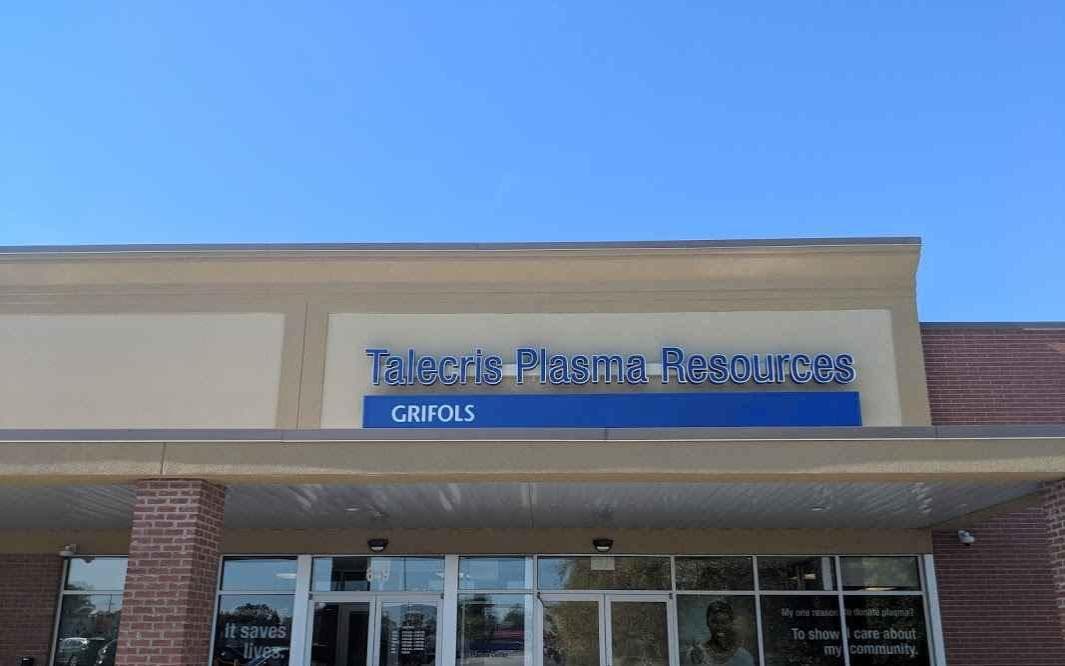 Talecris Plasma Resources
GRIFOLS
It saves
lives.
My one reason to donate plasma?
To show I care about
my community.